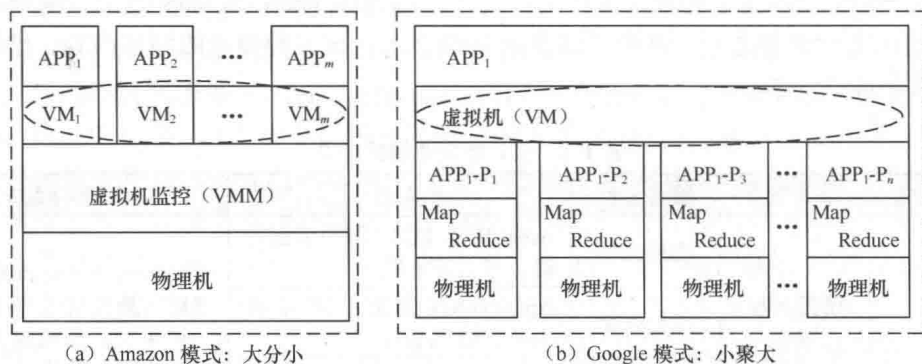 APP₁ APP₂ ••• APPₘ
VM₁ VM₂ ••• VMₘ
虚拟机监控（VMM）
物理机
（a）Amazon 模式：大分小
APP₁
虚拟机（VM）
APP₁-P₁ APP₁-P₂ APP₁-P₃ ••• APP₁-Pₙ
Map Map Map Map
Reduce Reduce Reduce ••• Reduce
物理机 物理机 物理机 ••• 物理机
（b）Google 模式：小聚大